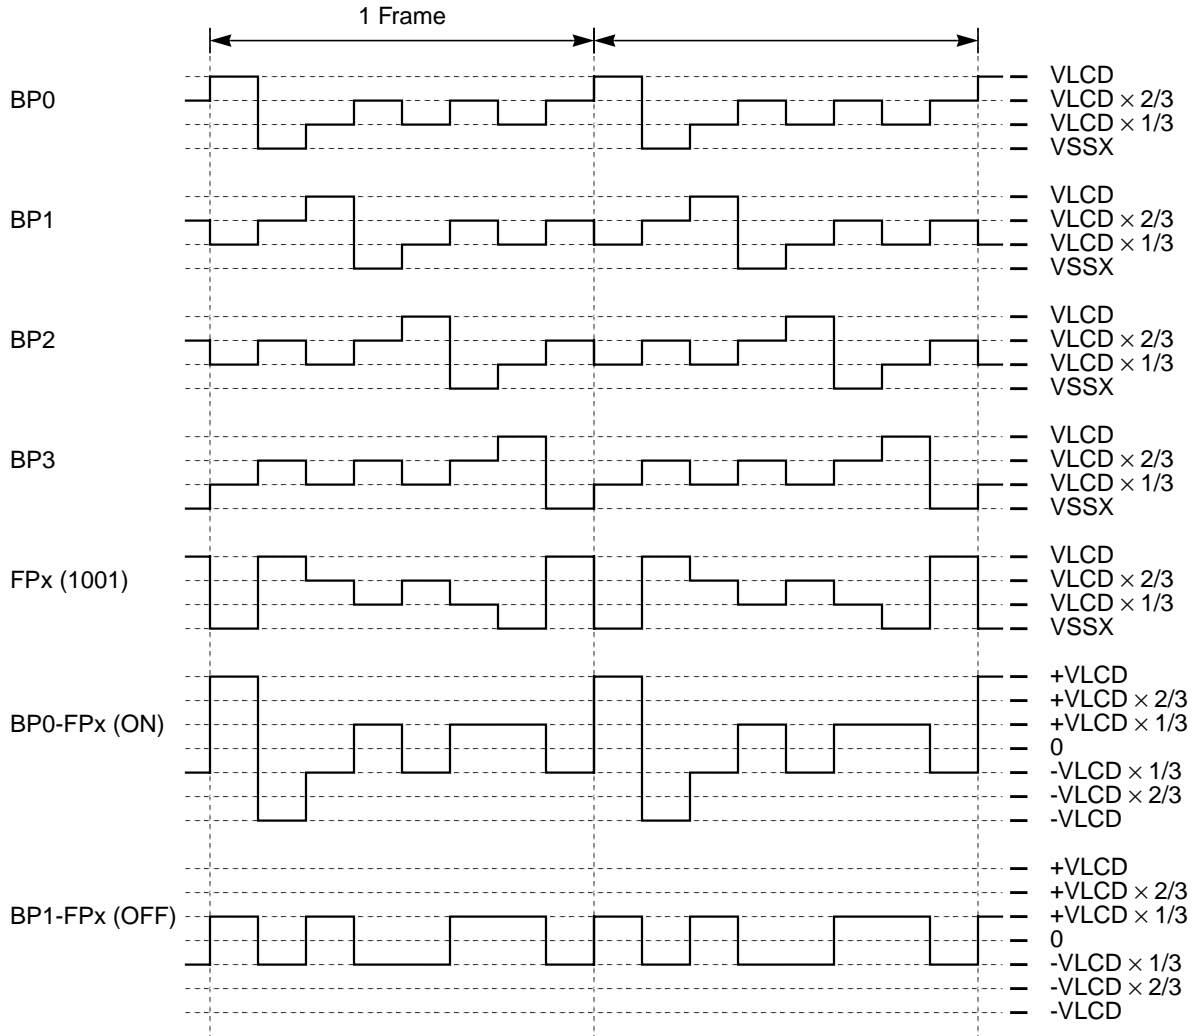 1 Frame
BP0
VLCD
VLCD × 2/3
VLCD × 1/3
VSSX
BP1
VLCD
VLCD × 2/3
VLCD × 1/3
VSSX
BP2
VLCD
VLCD × 2/3
VLCD × 1/3
VSSX
BP3
VLCD
VLCD × 2/3
VLCD × 1/3
VSSX
FPx (1001)
VLCD
VLCD × 2/3
VLCD × 1/3
VSSX
BP0-FPx (ON)
+VLCD
+VLCD × 2/3
+VLCD × 1/3
0
-VLCD × 1/3
-VLCD × 2/3
-VLCD
BP1-FPx (OFF)
+VLCD
+VLCD × 2/3
+VLCD × 1/3
0
-VLCD × 1/3
-VLCD × 2/3
-VLCD